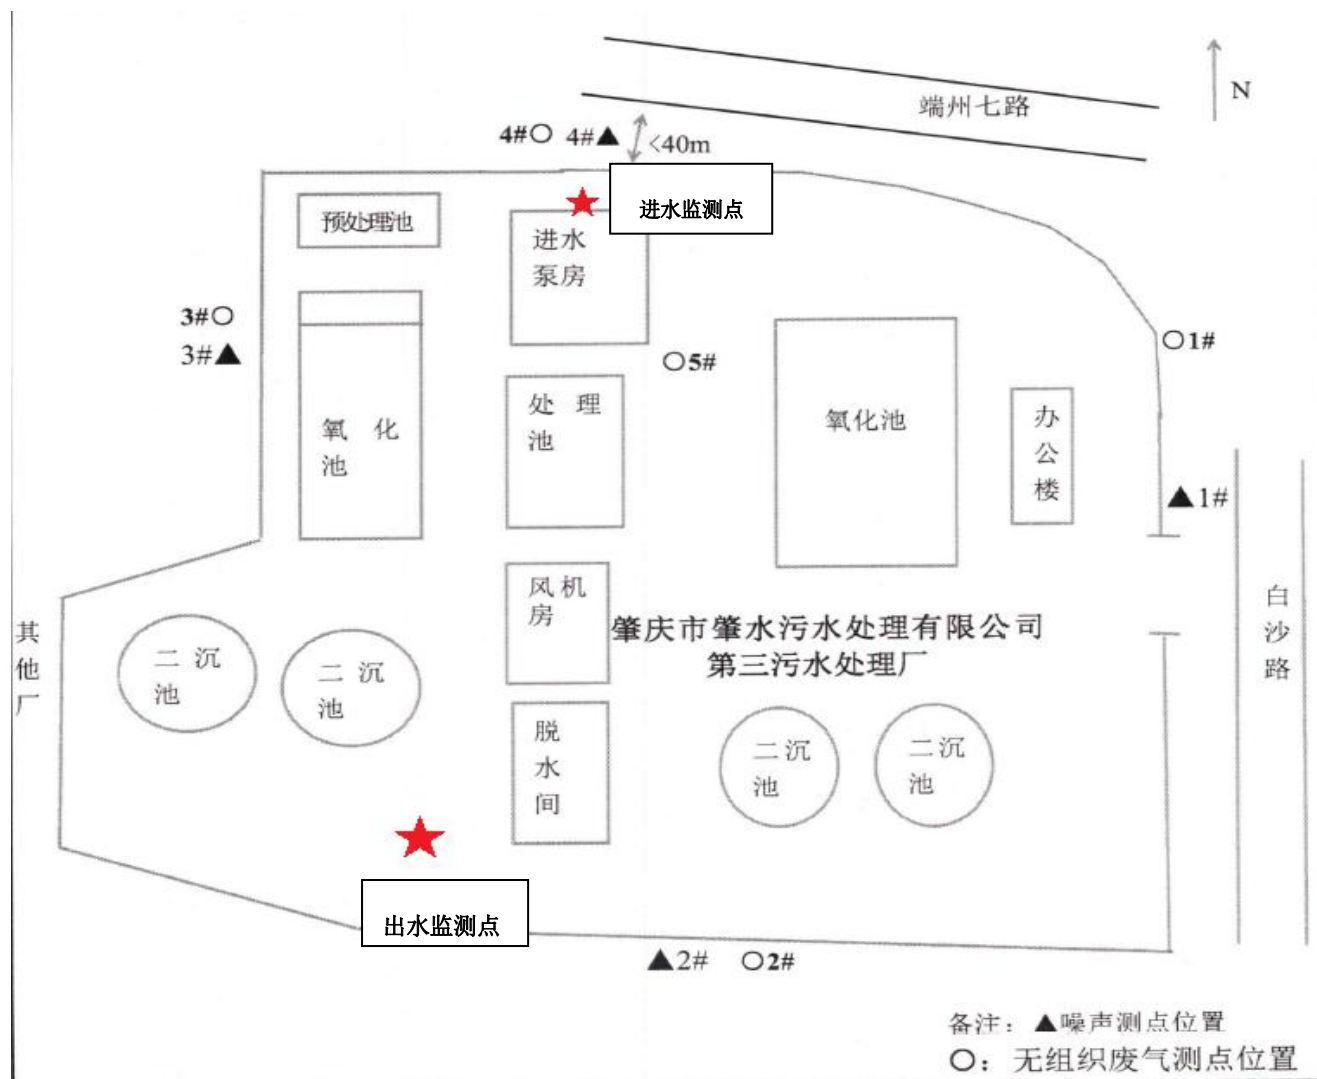 端州七路
N
4#○ 4#▲
<40m
进水监测点
预处理池
进水
泵房
3#○
3#▲
○1#
○5#
处 理
池
氧化池
办
公
楼
氧 化
池
▲1#
风机
房
肇庆市肇水污水处理有限公司
第三污水处理厂
白
沙
路
其
他
厂
二沉
池
二沉
池
脱
水
间
二沉
池
二沉
池
出水监测点
▲2# ○2#
备注：▲噪声测点位置
○：无组织废气测点位置